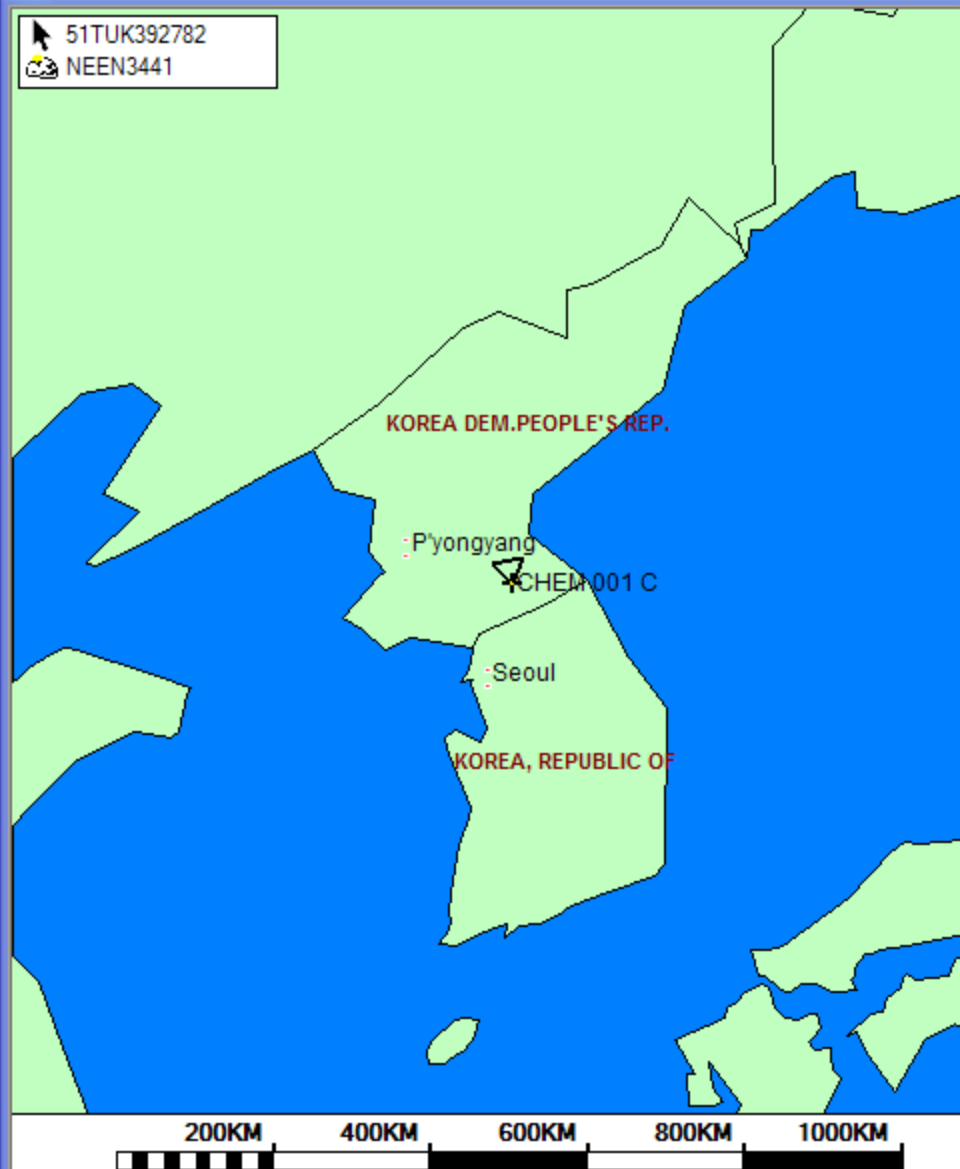 51TUK392782
NEEN3441
KOREA DEM.PEOPLE'S REP.
P'yongyang
CHEM 001 C
Seoul
KOREA, REPUBLIC OF
200KM 400KM 600KM 800KM 1000KM